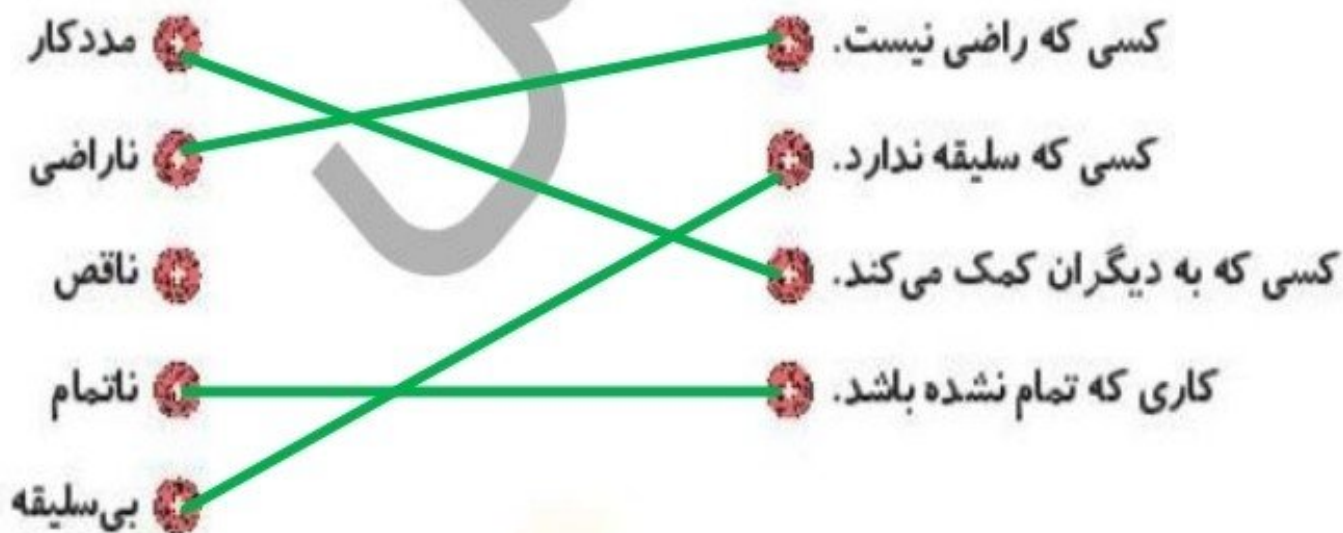 کسی که راضی نیست. مددکار
کسی که سلیقه ندارد. ناراضی
کسی که به دیگران کمک می‌کند. ناقص
کاری که تمام نشده باشد. ناتمام
بی‌سلیقه